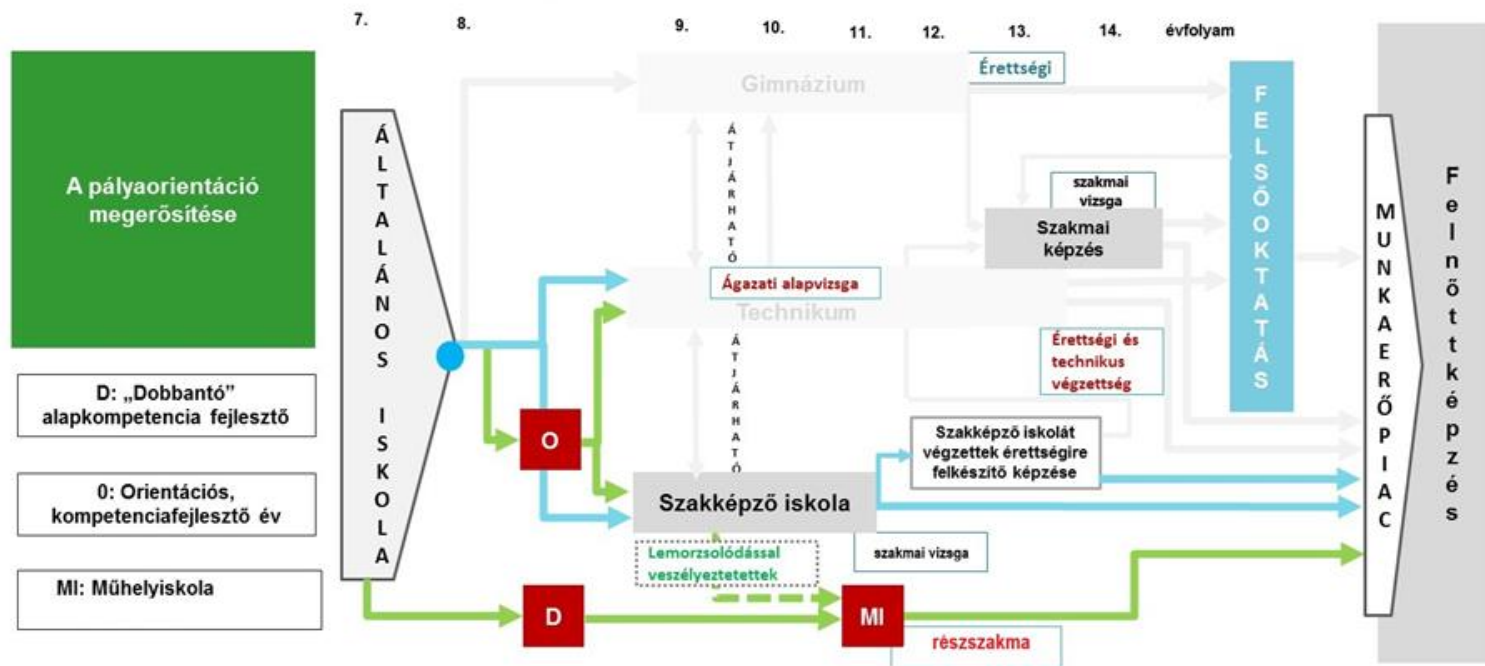 7.
8.
9.
10.
11.
12.
13.
14.
évfolyam
A pályaorientáció
megerősítése
D: „Dobbantó”
alapkompetencia fejlesztő
0: Orientációs,
kompetenciafejlesztő év
MI: Műhelyiskola
ÁLTALÁNOS ISKOLA
Gimnázium
Érettségi
ÁTJÁRHATÓ
szakmai
vizsga
Szakmai
képzés
Ágazati alapvizsga
Technikum
Érettségi és
technikus
végzettség
ÁTJÁRHATÓ
O
Szakképző iskolát
végzettek érettségire
felkészítő képzése
Szakképző iskola
szakmai vizsga
Lemorzsolódással
veszélyeztetettek
D
MI
részszakma
FELSŐOKTATÁS
MUNKAERŐPIAC
Felnőttképzés